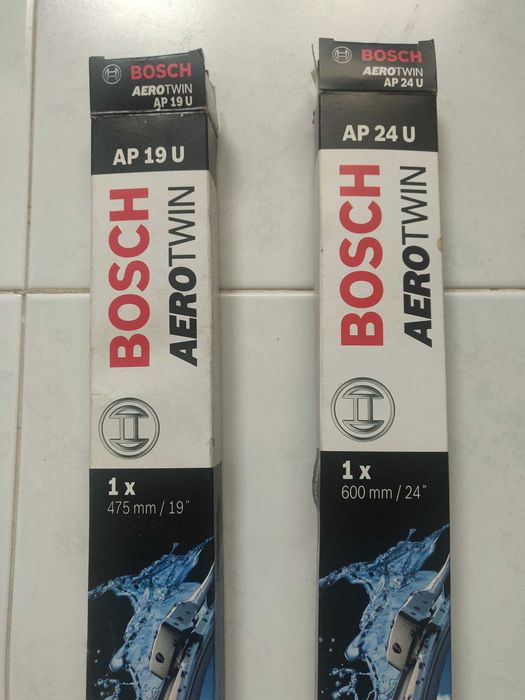 BOSCH
AEROTWIN
AP 19 U
AP 19 U
BOSCH
AEROTWIN
1 x
475 mm / 19"
BOSCH
AEROTWIN
AP 24 U
AP 24 U
BOSCH
AEROTWIN
1 x
600 mm / 24"